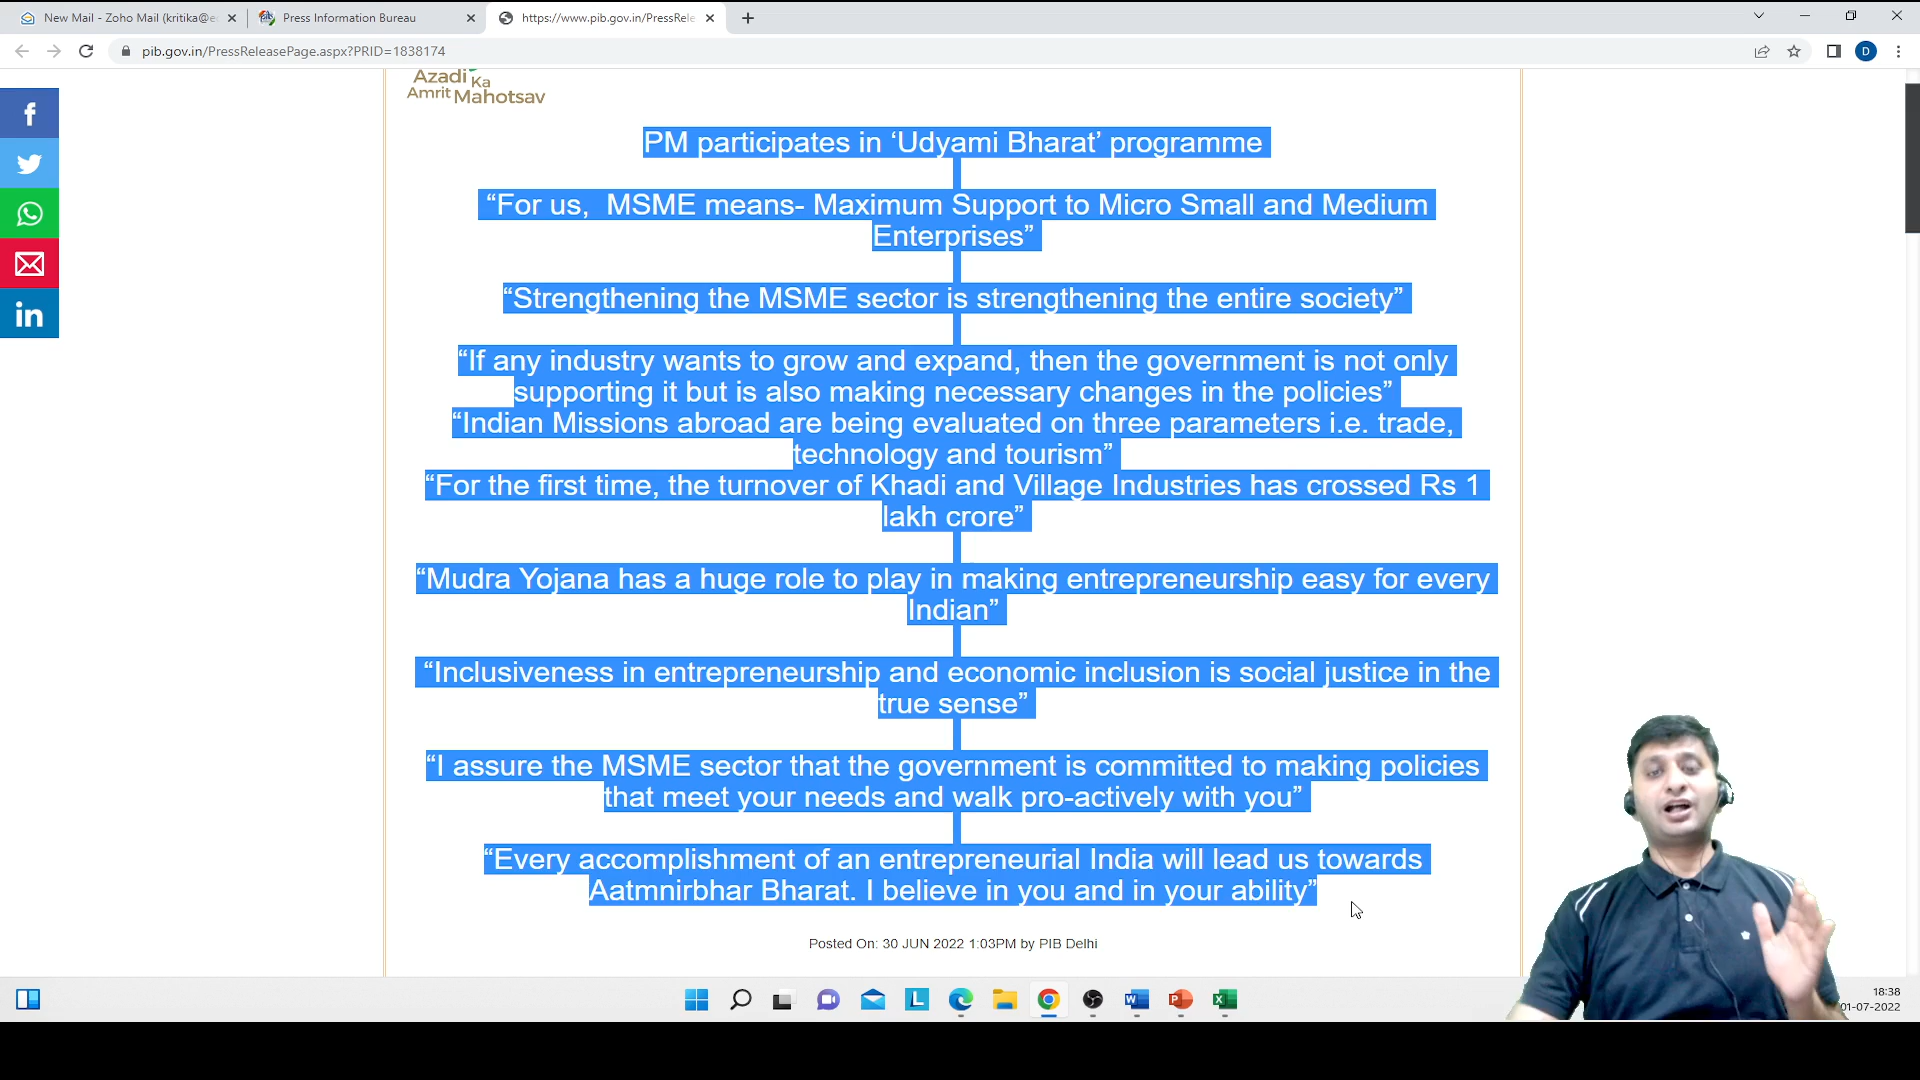 New Mail - Zoho Mail (kritika@e
Press Information Bureau
https://www.pib.gov.in/PressRele
pib.gov.in/PressReleasePage.aspx?PRID=1838174
D
Azadi Ka
Amrit Mahotsav
PM participates in ‘Udyami Bharat’ programme
“For us, MSME means- Maximum Support to Micro Small and Medium
Enterprises”
“Strengthening the MSME sector is strengthening the entire society”
“If any industry wants to grow and expand, then the government is not only
supporting it but is also making necessary changes in the policies”
“Indian Missions abroad are being evaluated on three parameters i.e. trade,
technology and tourism”
“For the first time, the turnover of Khadi and Village Industries has crossed Rs 1
lakh crore”
“Mudra Yojana has a huge role to play in making entrepreneurship easy for every
Indian”
“Inclusiveness in entrepreneurship and economic inclusion is social justice in the
true sense”
“I assure the MSME sector that the government is committed to making policies
that meet your needs and walk pro-actively with you”
“Every accomplishment of an entrepreneurial India will lead us towards
Aatmnirbhar Bharat. I believe in you and in your ability”
Posted On: 30 JUN 2022 1:03PM by PIB Delhi
18:38
01-07-2022